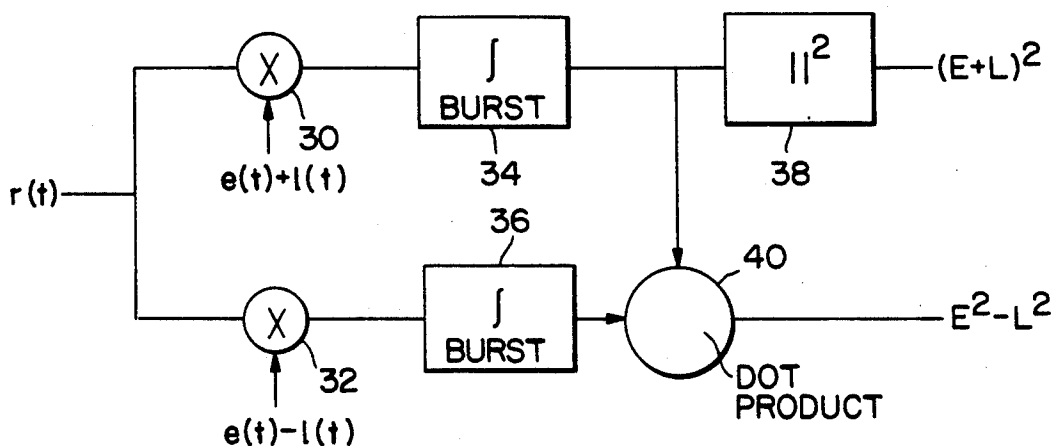 r(t)
X
30
e(t)+l(t)
∫
BURST
34
||²
38
(E+L)²
X
32
e(t)-l(t)
36
∫
BURST
40
DOT
PRODUCT
E²-L²